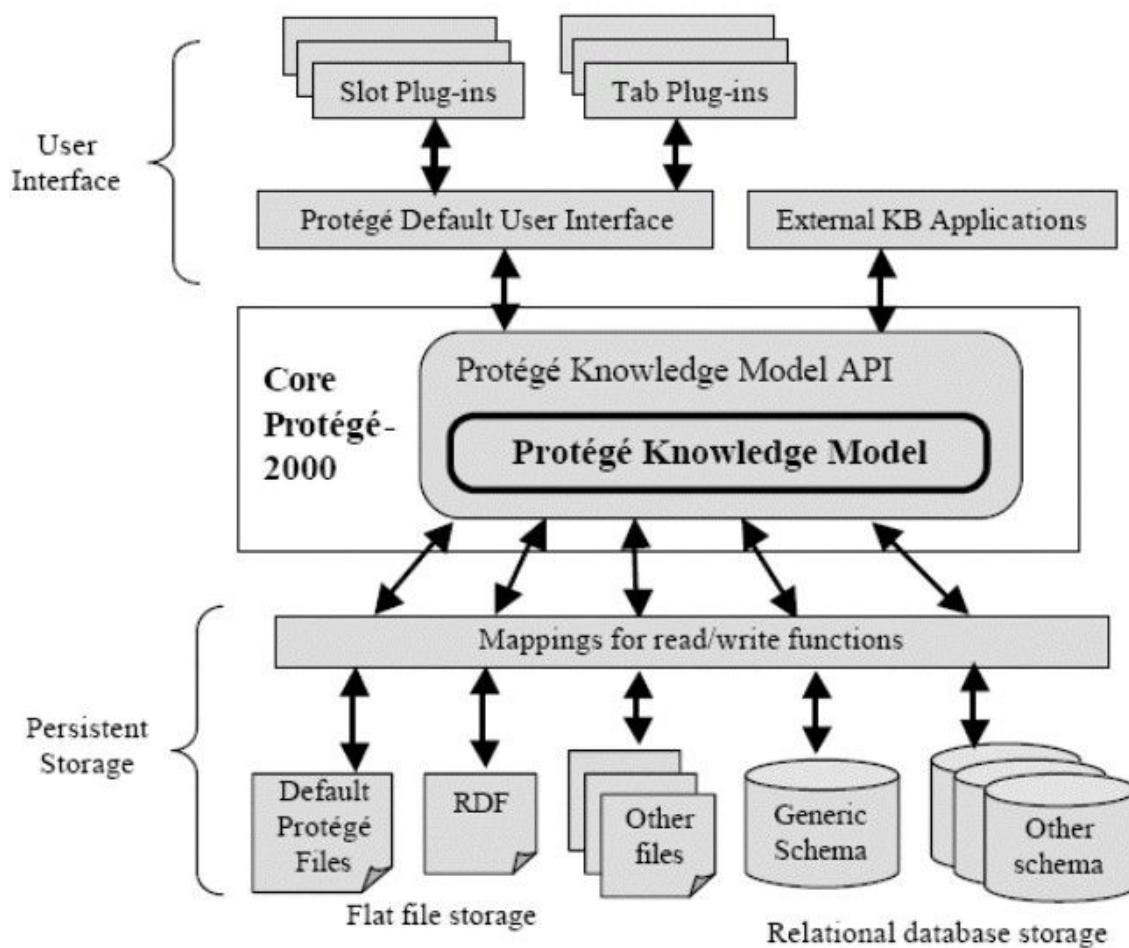 Slot Plug-ins
Tab Plug-ins
User
Interface
Protégé Default User Interface
External KB Applications
Core
Protégé-
2000
Protégé Knowledge Model API
Protégé Knowledge Model
Mappings for read/write functions
Persistent
Storage
Default
Protégé
Files
RDF
Other
files
Generic
Schema
Other
schema
Flat file storage
Relational database storage